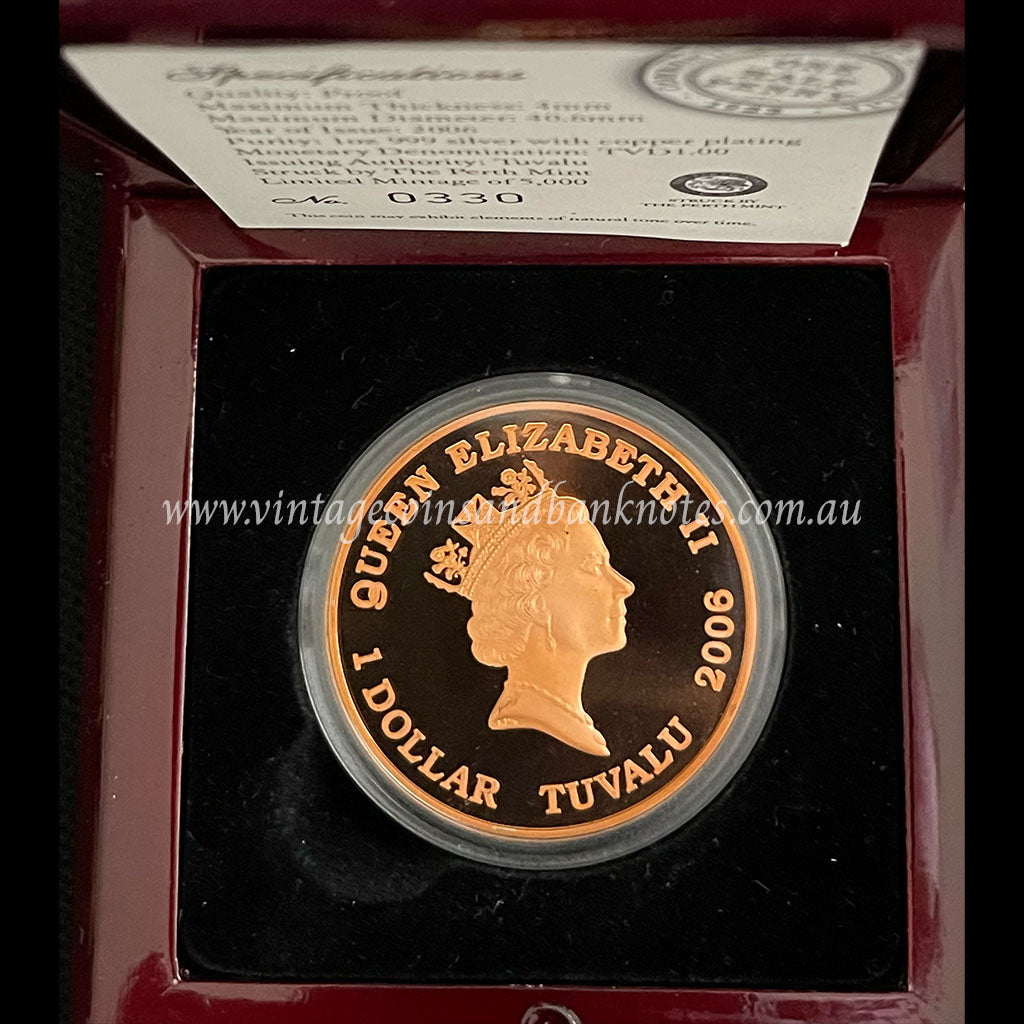 Specifications
Quality: Proof
Maximum Thickness: 4mm
Maximum Diameter: 40.6mm
Year of Issue: 2006
Purity: 1oz 999 silver with copper plating
Monetary Denomination: TVD1.00
Issuing Authority: Tuvalu
Struck by The Perth Mint
Limited Mintage of 5,000
No. 0330
This coin may exhibit elements of natural tone over time.
STRUCK BY
THE PERTH MINT
www.vintagecoinsandbanknotes.com.au
QUEEN ELIZABETH II
2006
1 DOLLAR
TUVALU